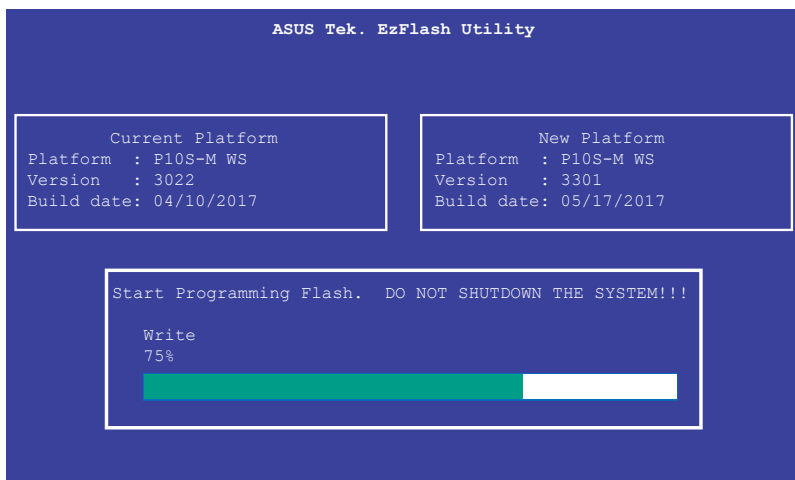 ASUS Tek. EzFlash Utility
Current Platform
Platform : P10S-M WS
Version : 3022
Build date: 04/10/2017
New Platform
Platform : P10S-M WS
Version : 3301
Build date: 05/17/2017
Start Programming Flash. DO NOT SHUTDOWN THE SYSTEM!!!
Write
75%